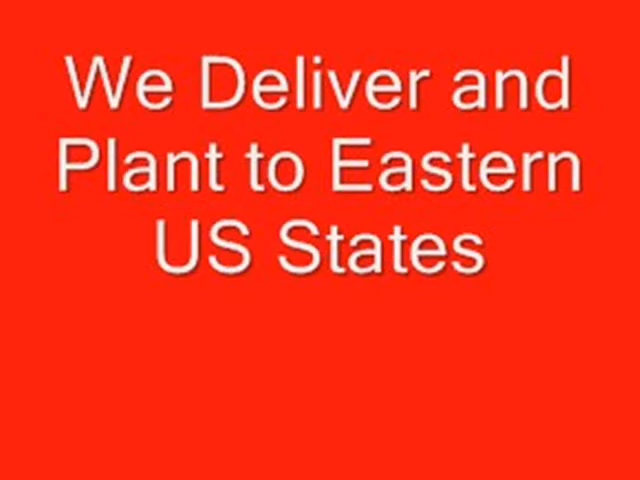 We Deliver and
Plant to Eastern
US States